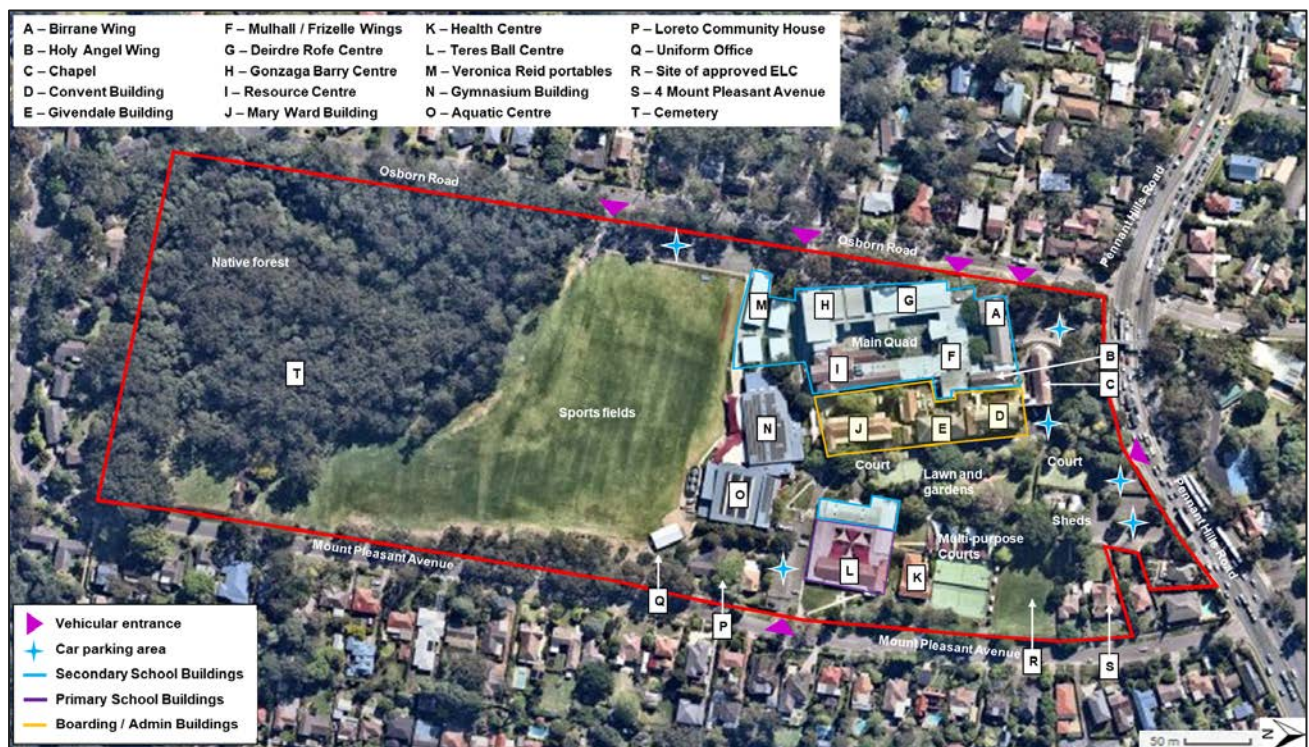 A – Birrane Wing
B – Holy Angel Wing
C – Chapel
D – Convent Building
E – Givendale Building
F – Mulhall / Frizelle Wings
G – Deirdre Rofe Centre
H – Gonzaga Barry Centre
I – Resource Centre
J – Mary Ward Building
K – Health Centre
L – Teres Ball Centre
M – Veronica Reid portables
N – Gymnasium Building
O – Aquatic Centre
P – Loreto Community House
Q – Uniform Office
R – Site of approved ELC
S – 4 Mount Pleasant Avenue
T – Cemetery
Osborn Road
Pennant Hills Road
Osborn Road
Native forest
M
H
G
A
Main Quad
B
F
I
C
T
Sports fields
D
J
E
N
Court
Court
Lawn and
gardens
O
Sheds
Pennant Hills Road
Multi-purpose
Courts
Mount Pleasant Avenue
L
K
Q
P
Mount Pleasant Avenue
R
S
Vehicular entrance
Car parking area
Secondary School Buildings
Primary School Buildings
Boarding / Admin Buildings
50 m
N